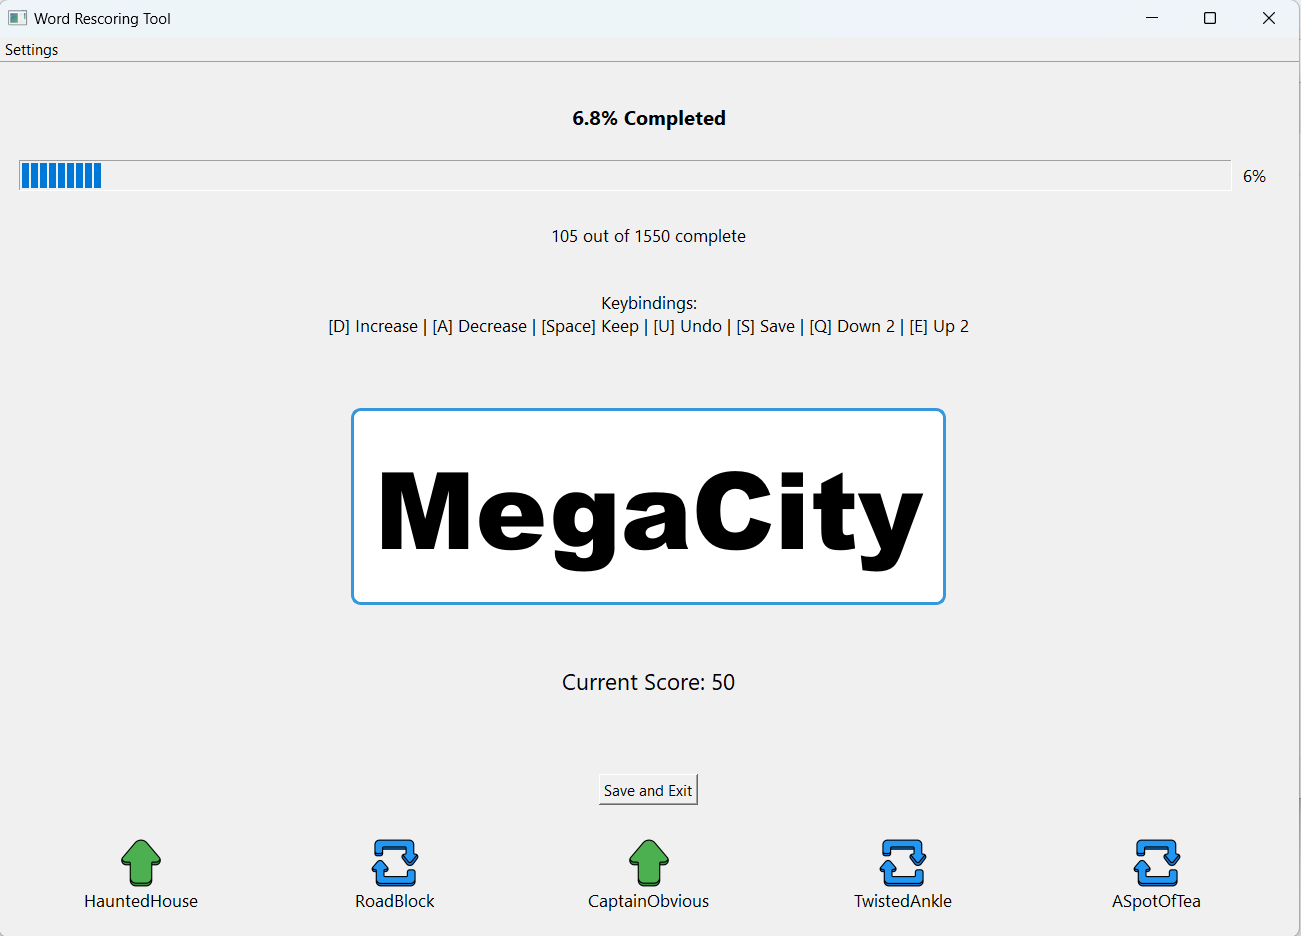 Word Rescoring Tool
Settings
6.8% Completed
6%
105 out of 1550 complete
Keybindings:
[D] Increase | [A] Decrease | [Space] Keep | [U] Undo | [S] Save | [Q] Down 2 | [E] Up 2
MegaCity
Current Score: 50
Save and Exit
HauntedHouse RoadBlock CaptainObvious TwistedAnkle ASpotOfTea